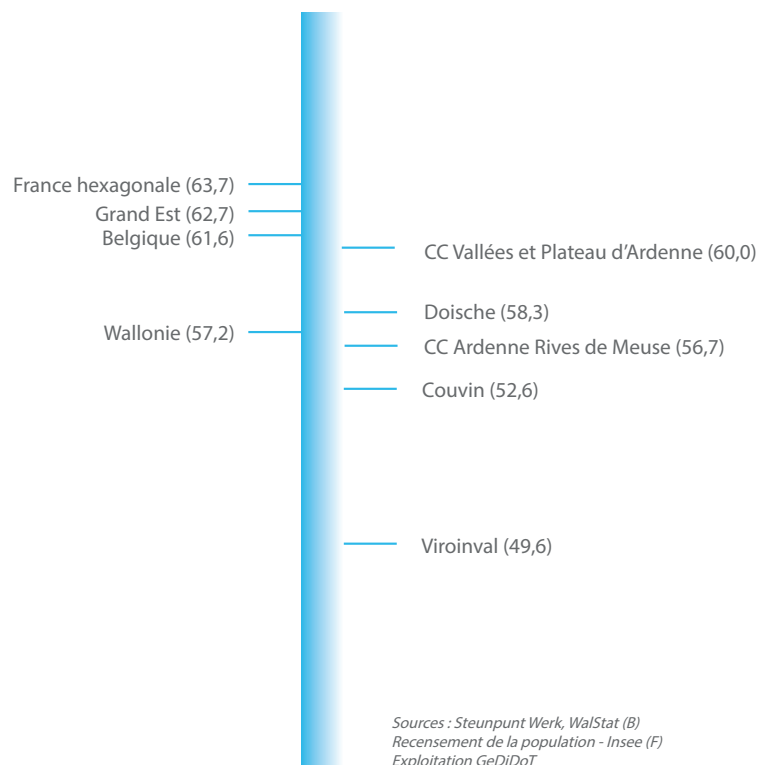 France hexagonale (63,7)
Grand Est (62,7)
Belgique (61,6)
CC Vallées et Plateau d'Ardenne (60,0)
Doische (58,3)
Wallonie (57,2)
CC Ardenne Rives de Meuse (56,7)
Couvin (52,6)
Viroinval (49,6)
Sources : Steunpunt Werk, WalStat (B)
Recensement de la population - Insee (F)
Exploitation GeDiDoT